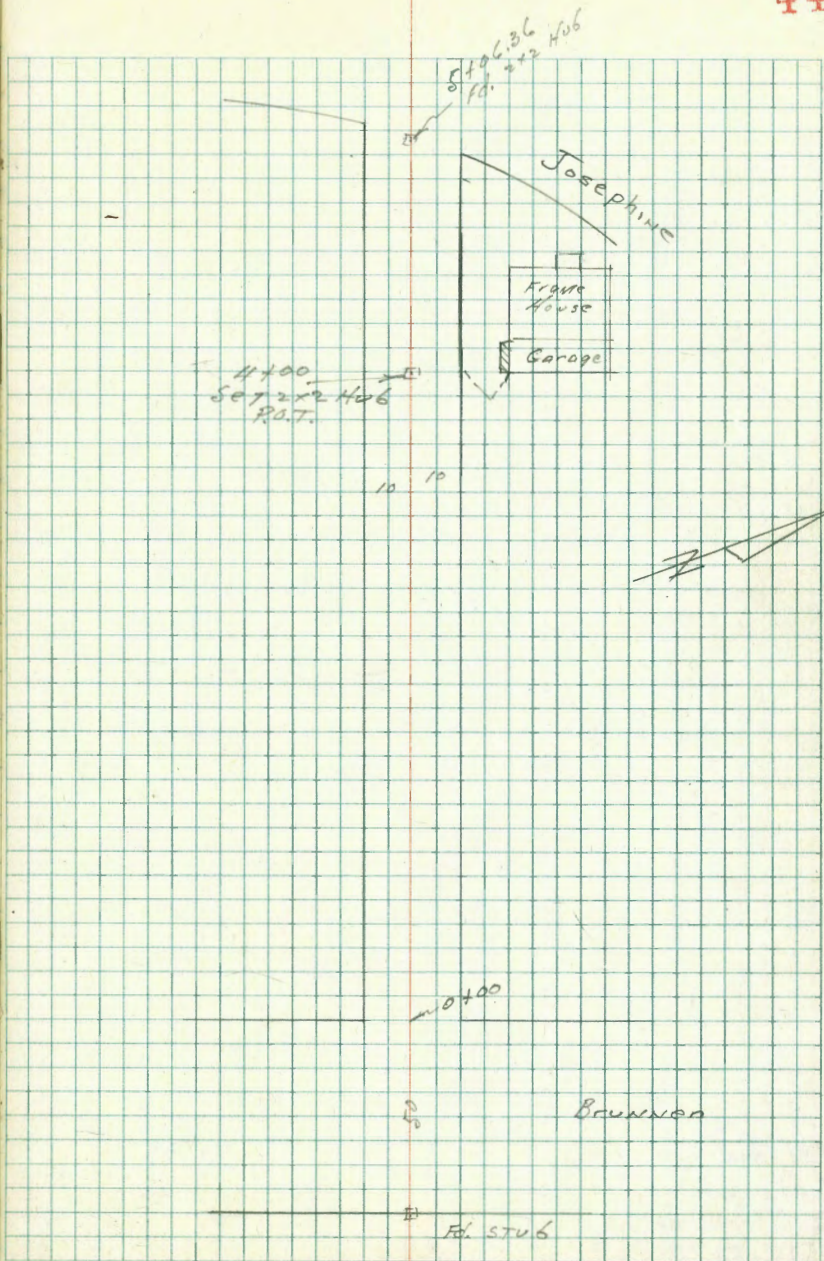 5+06.36
Fd. 2x2 Hub
Josephine
Frame
House
Garage
4+00
Set 2x2 Hub
P.O.T.
10 10
N
0+00
Brunner
Fd. Stub